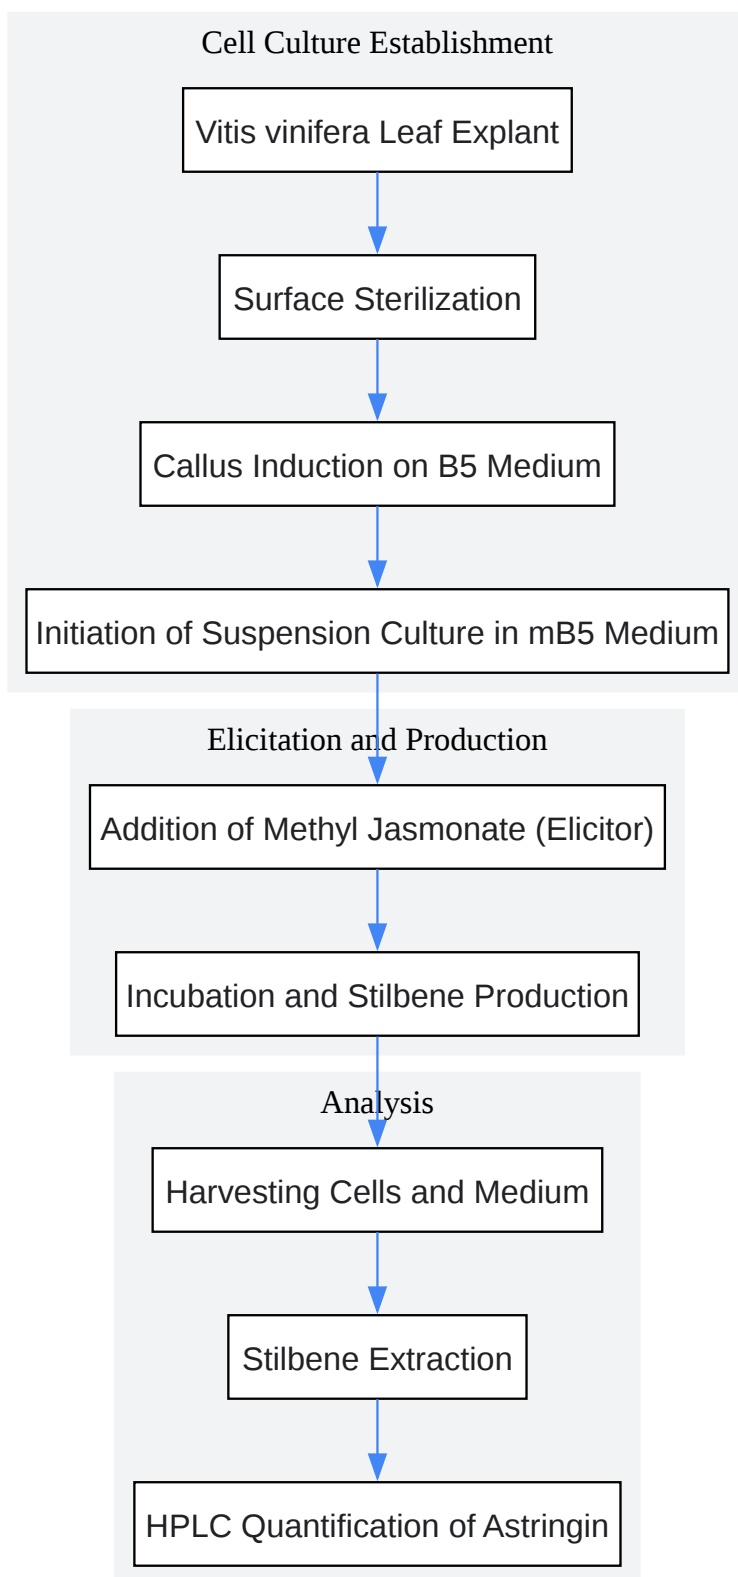 Cell Culture Establishment
Vitis vinifera Leaf Explant
Surface Sterilization
Callus Induction on B5 Medium
Initiation of Suspension Culture in mB5 Medium
Elicitation and Production
Addition of Methyl Jasmonate (Elicitor)
Incubation and Stilbene Production
Analysis
Harvesting Cells and Medium
Stilbene Extraction
HPLC Quantification of Astringin